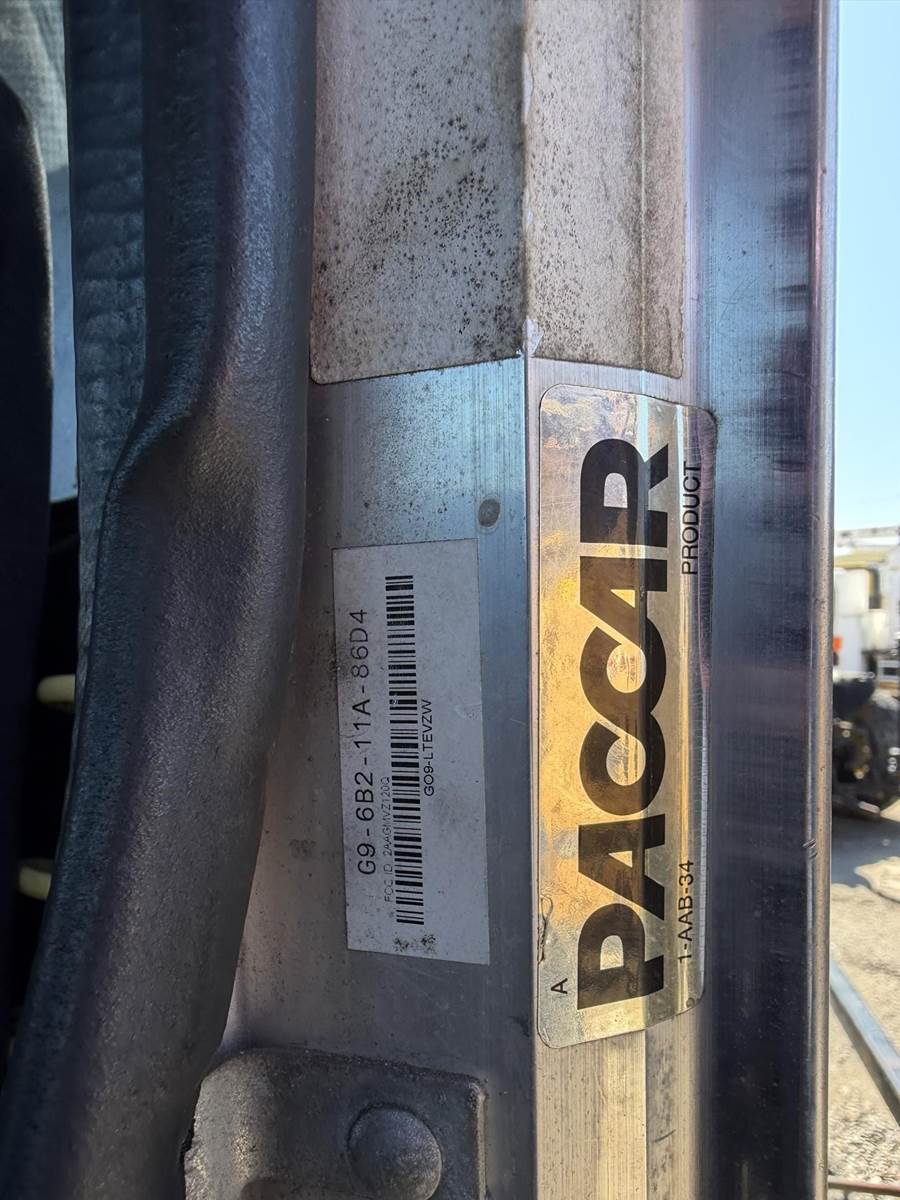 G9-6B2-11A-86D4
FCC ID: 2AAGMVZ120Q
GO9-LTEVZW
A
PACCAR
1-AAB-34 PRODUCT